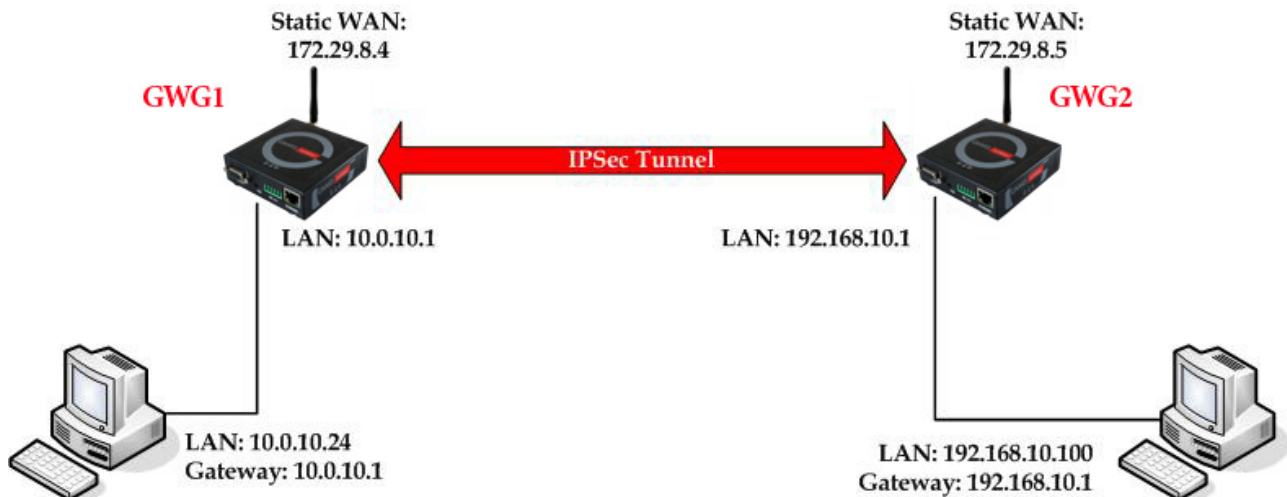 Static WAN:
172.29.8.4
Static WAN:
172.29.8.5
GWG1
GWG2
IPSec Tunnel
LAN: 10.0.10.1
LAN: 192.168.10.1
LAN: 10.0.10.24
Gateway: 10.0.10.1
LAN: 192.168.10.100
Gateway: 192.168.10.1